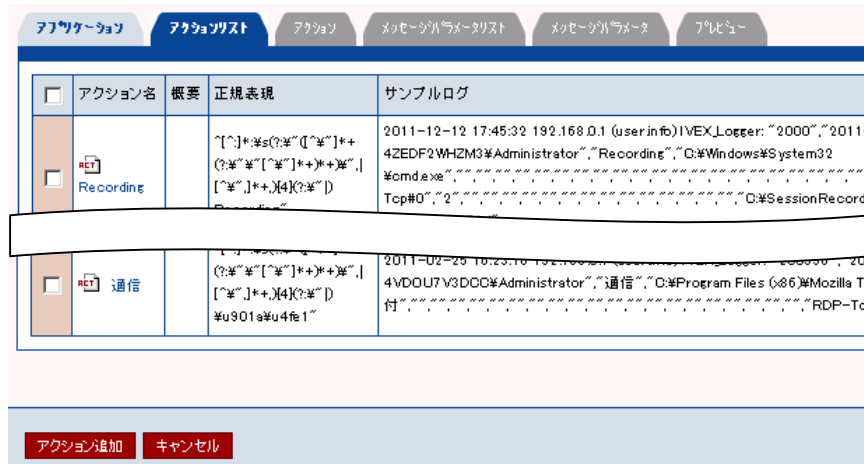 アプリケーション アクションリスト アクション メッセージパラメータリスト メッセージパラメータ プレビュー
アクション名 概要 正規表現 サンプルログ
ACT Recording
^[^:]*:¥s(?:¥"([^¥"]*+
(?:¥"¥"[^¥"]*+)*+)¥",|
[^¥",]*+,){4}(?:¥"|)
2011-12-12 17:45:32 192.168.0.1 (user.info) IVEX_Logger: "2000","2011-
4ZEDF2WHZM3¥Administrator","Recording","C:¥Windows¥System32
¥cmd.exe","","","","","","","","","","","","","","","","","","","
Top#0","2","","","","","","","","","","","","","","C:¥SessionRecord
ACT 通信
(?:¥"¥"[^¥"]*+)*+)¥",|
[^¥",]*+,){4}(?:¥"|)
¥u901a¥u4fe1"
4VDOU7V3DCC¥Administrator","通信","C:¥Program Files (x86)¥Mozilla T
付","","","","","","","","","","","","","","","","","RDP-Tc
アクション追加 キャンセル